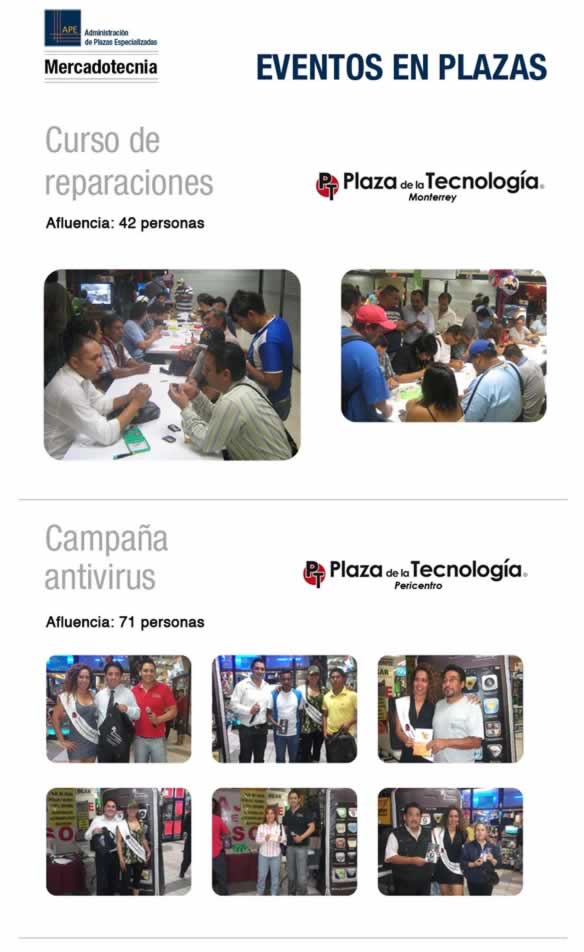 APE
Administración
de Plazas Especializadas
Mercadotecnia
EVENTOS EN PLAZAS
Curso de
reparaciones
Afluencia: 42 personas
PT Plaza de la Tecnología
Monterrey
Campaña
antivirus
Afluencia: 71 personas
PT Plaza de la Tecnología
Pericentro